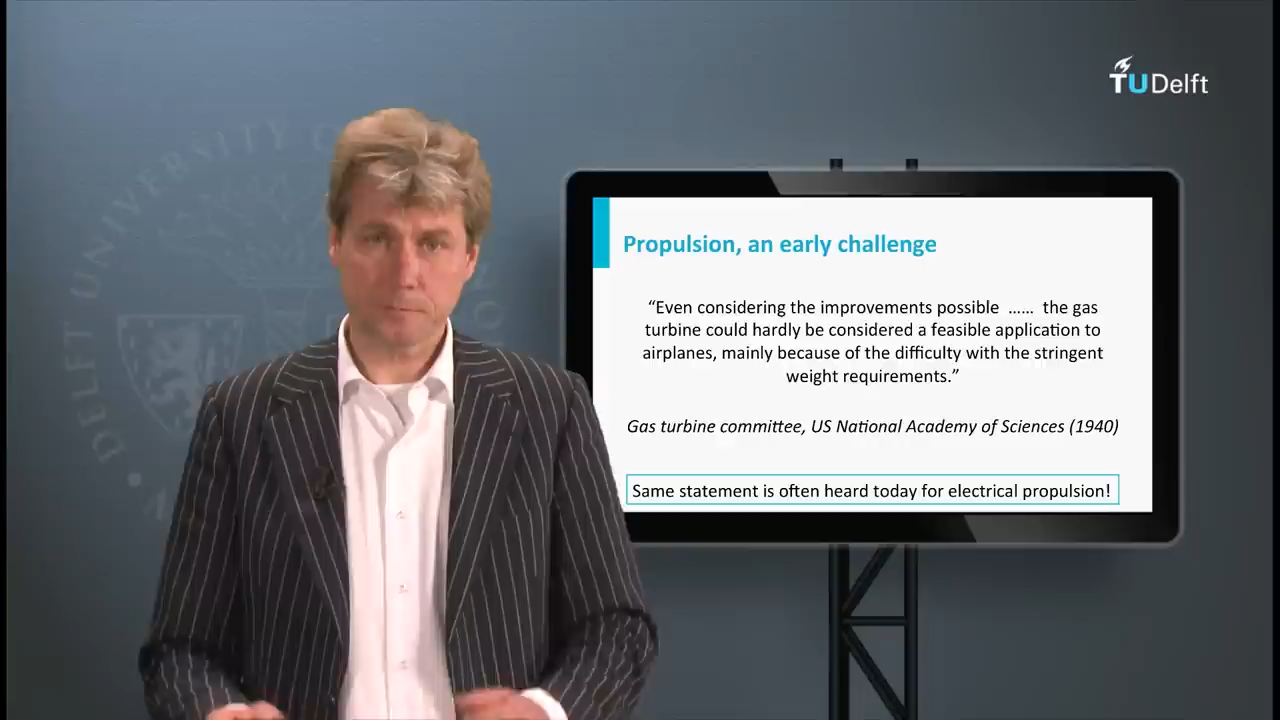 TUDelft
DELFT UNIVERSITY O
Propulsion, an early challenge
“Even considering the improvements possible …… the gas
turbine could hardly be considered a feasible application to
airplanes, mainly because of the difficulty with the stringent
weight requirements.”
Gas turbine committee, US National Academy of Sciences (1940)
Same statement is often heard today for electrical propulsion!